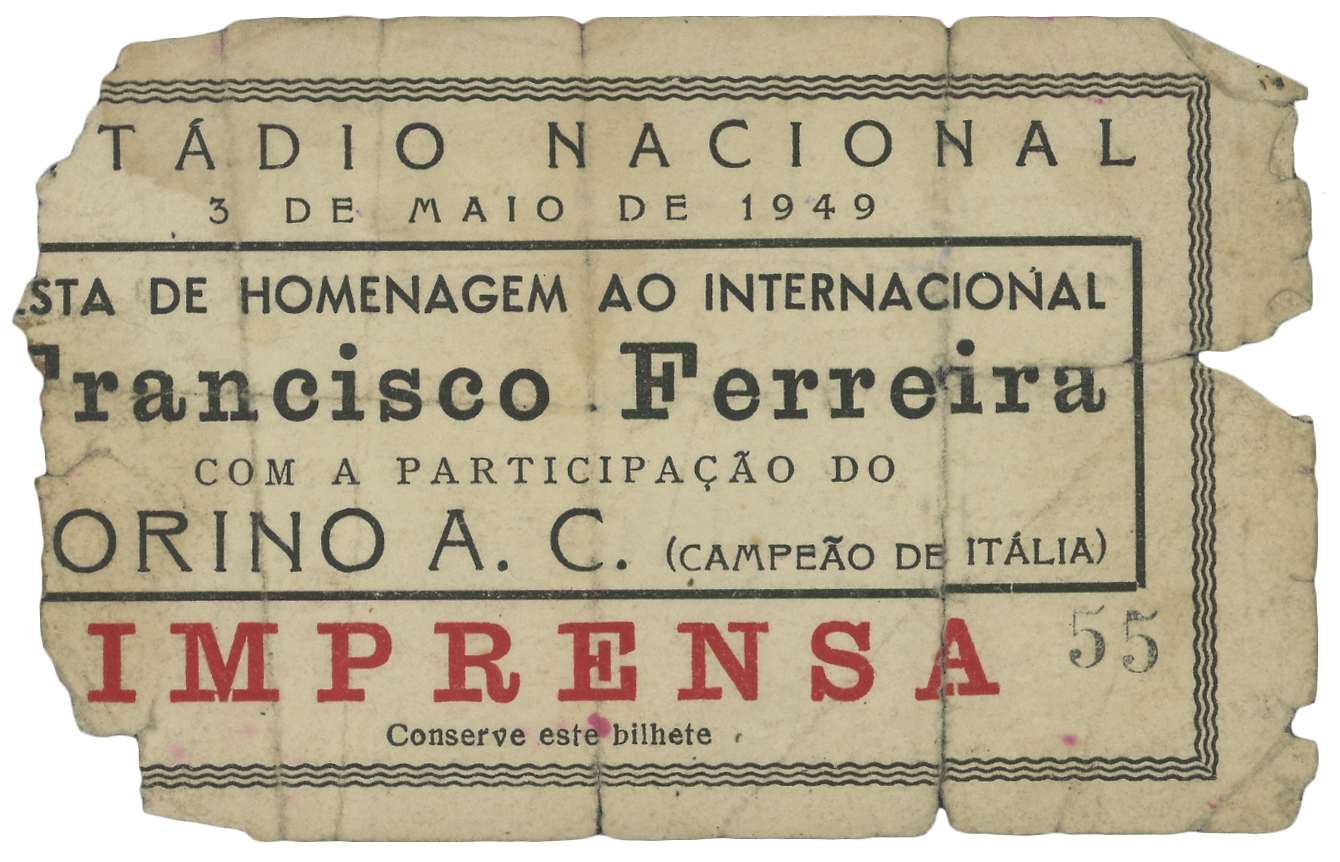 TÁDIO NACIONAL
3 DE MAIO DE 1949
STA DE HOMENAGEM AO INTERNACIONAL
Francisco Ferreira
COM A PARTICIPAÇÃO DO
ORINO A. C. (CAMPEÃO DE ITÁLIA)
IMPRENSA 55
Conserve este bilhete